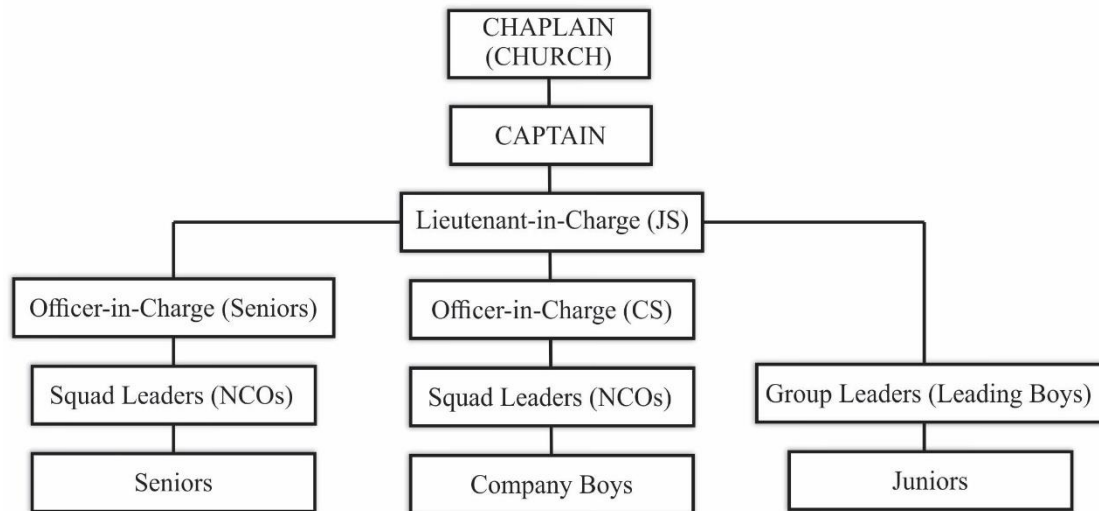 CHAPLAIN
(CHURCH)
CAPTAIN
Lieutenant-in-Charge (JS)
Officer-in-Charge (Seniors)
Officer-in-Charge (CS)
Squad Leaders (NCOs)
Squad Leaders (NCOs)
Group Leaders (Leading Boys)
Seniors
Company Boys
Juniors